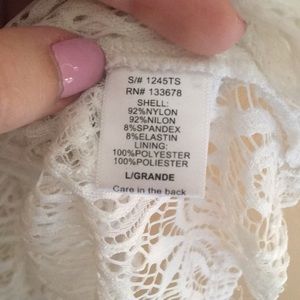 S/# 1245TS
RN# 133678
SHELL:
92%NYLON
92%NILON
8%SPANDEX
8%ELASTIN
LINING:
100%POLYESTER
100%POLIESTER
L/GRANDE
Care in the back